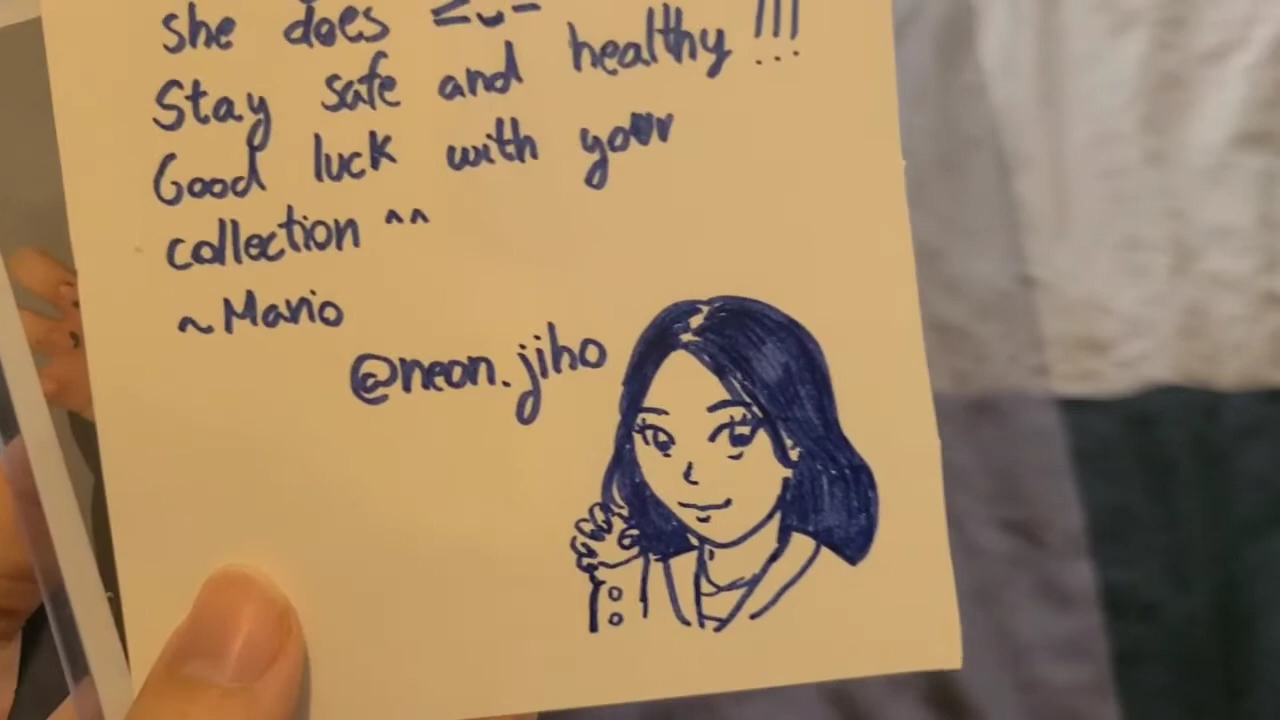 she does =u-
Stay safe and healthy!!!
Good luck with your
collection ^^
~Mario
@neon.jiho